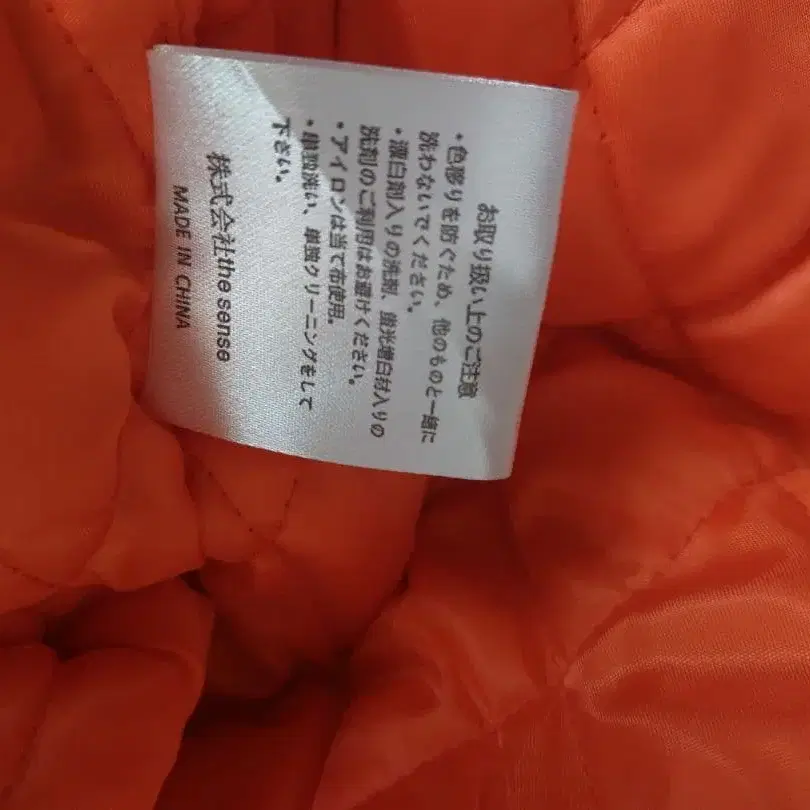 お取り扱い上のご注意
・色移りを防ぐため、他のものと一緒に
洗わないでください。
・漂白剤入りの洗剤、蛍光増白材入りの
洗剤のご利用はお避けください。
・アイロンは当て布使用。
・単独洗い、単独クリーニングをして
下さい。
株式会社the sense
MADE IN CHINA